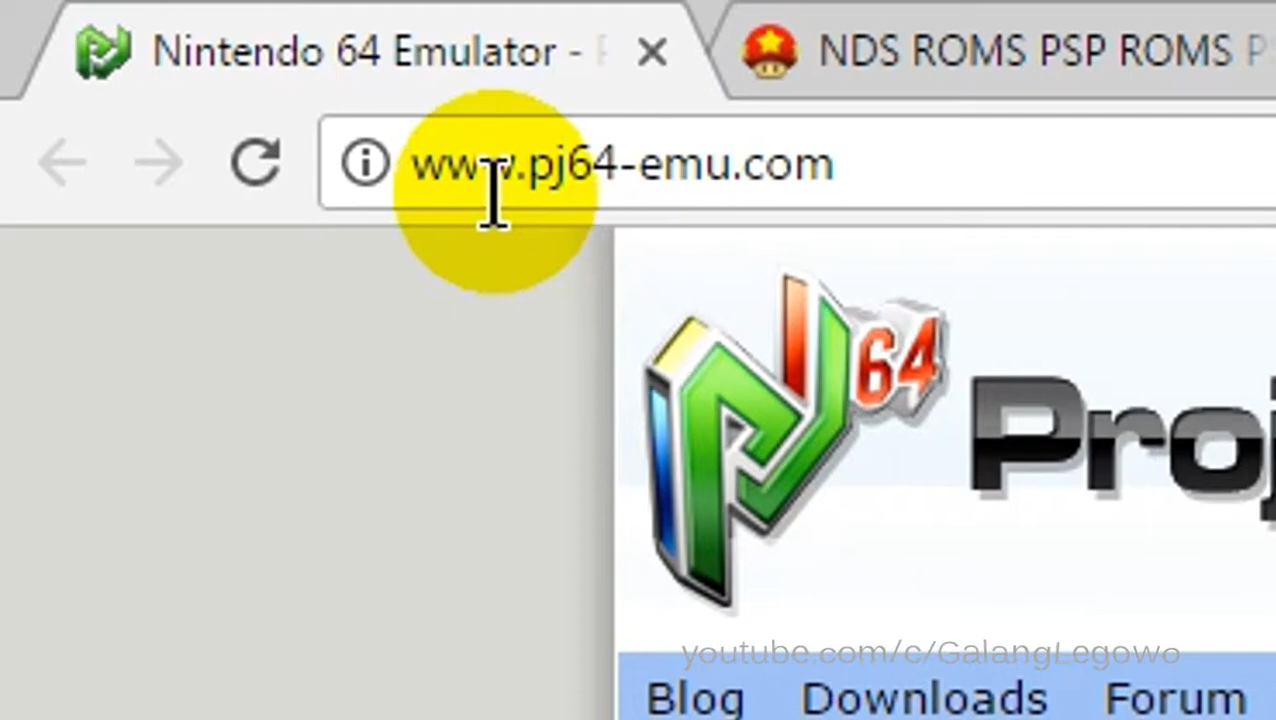 Nintendo 64 Emulator -
NDS ROMS PSP ROMS
www.pj64-emu.com
64
Proj
youtube.com/c/GalangLegowo
Blog Downloads Forum